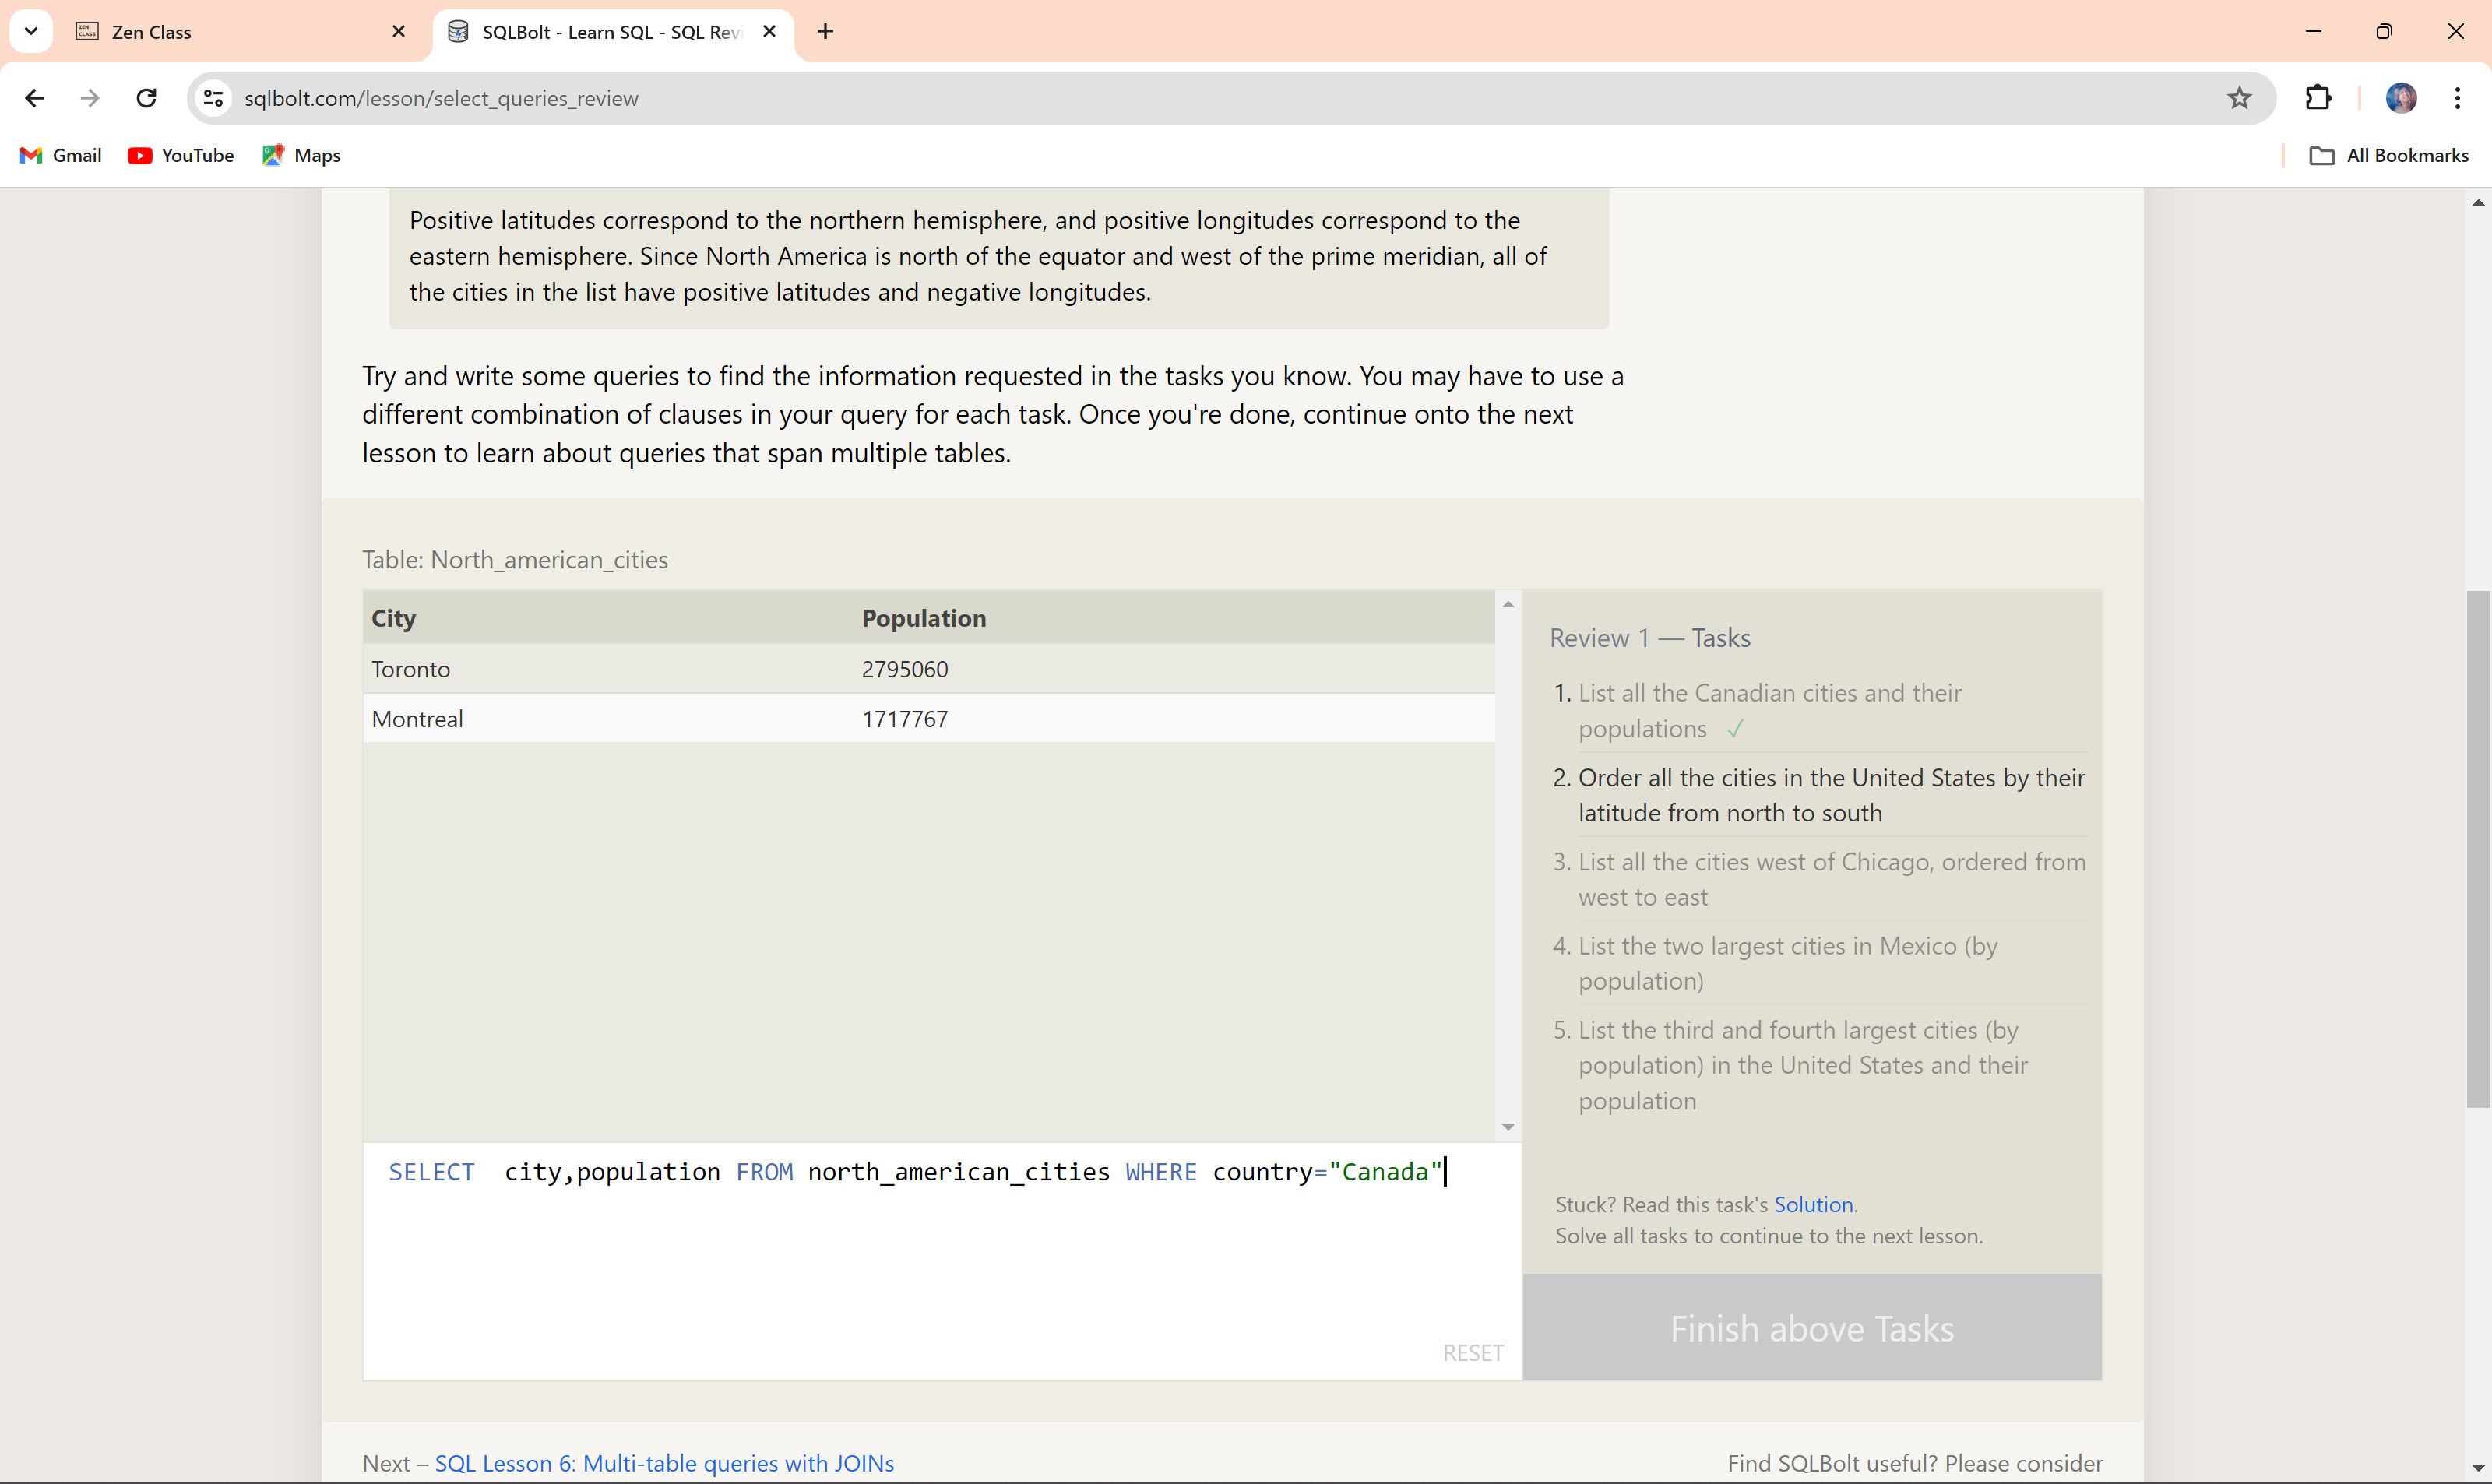 Zen Class
SQLBolt - Learn SQL - SQL Revi
sqlbolt.com/lesson/select_queries_review
Gmail
YouTube
Maps
All Bookmarks
Positive latitudes correspond to the northern hemisphere, and positive longitudes correspond to the
eastern hemisphere. Since North America is north of the equator and west of the prime meridian, all of
the cities in the list have positive latitudes and negative longitudes.
Try and write some queries to find the information requested in the tasks you know. You may have to use a
different combination of clauses in your query for each task. Once you're done, continue onto the next
lesson to learn about queries that span multiple tables.
Table: North_american_cities
City Population
Toronto 2795060
Montreal 1717767
SELECT  city,population FROM north_american_cities WHERE country="Canada"
RESET
Review 1 — Tasks
1. List all the Canadian cities and their
populations ✓
2. Order all the cities in the United States by their
latitude from north to south
3. List all the cities west of Chicago, ordered from
west to east
4. List the two largest cities in Mexico (by
population)
5. List the third and fourth largest cities (by
population) in the United States and their
population
Stuck? Read this task's Solution.
Solve all tasks to continue to the next lesson.
Finish above Tasks
Next – SQL Lesson 6: Multi-table queries with JOINs
Find SQLBolt useful? Please consider